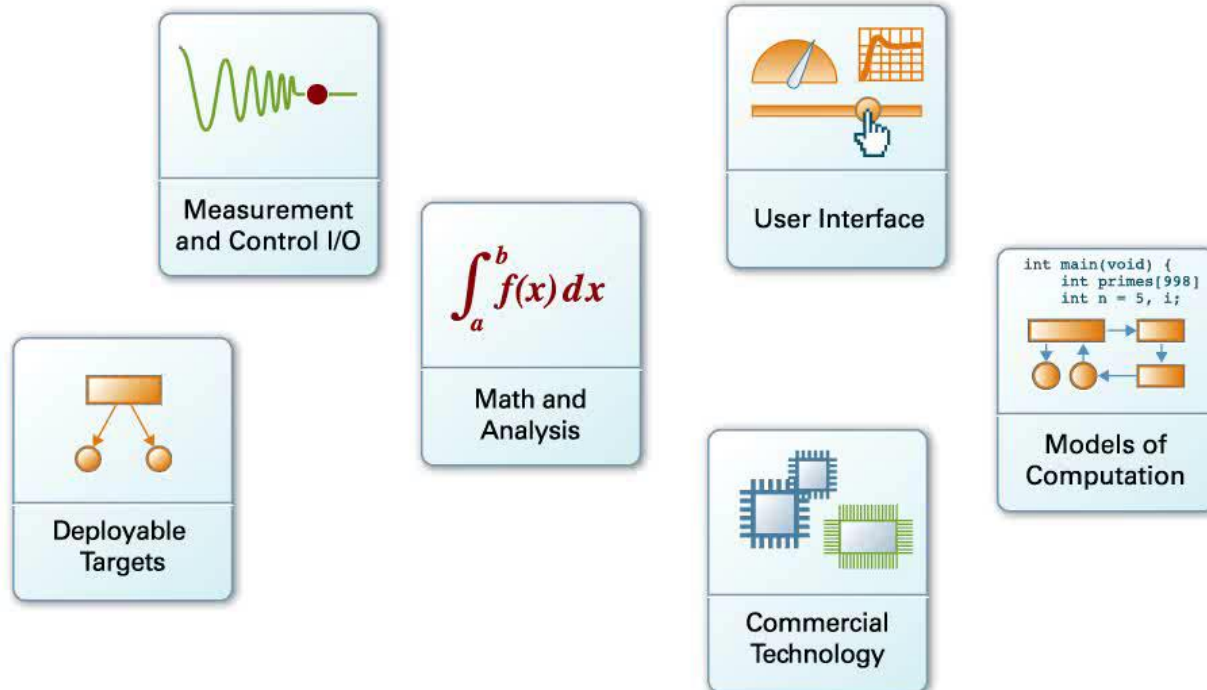 Measurement
and Control I/O
User Interface
∫_a^b f(x) dx
Math and
Analysis
int main(void) {
int primes[998]
int n = 5, i;
Models of
Computation
Deployable
Targets
Commercial
Technology